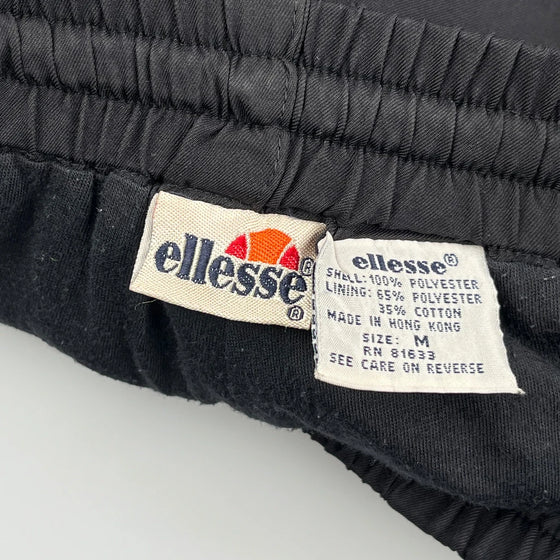 ellesse®
®
ellesse®
SHELL: 100% POLYESTER
LINING: 65% POLYESTER
35% COTTON
MADE IN HONG KONG
SIZE: M
RN 81633
SEE CARE ON REVERSE